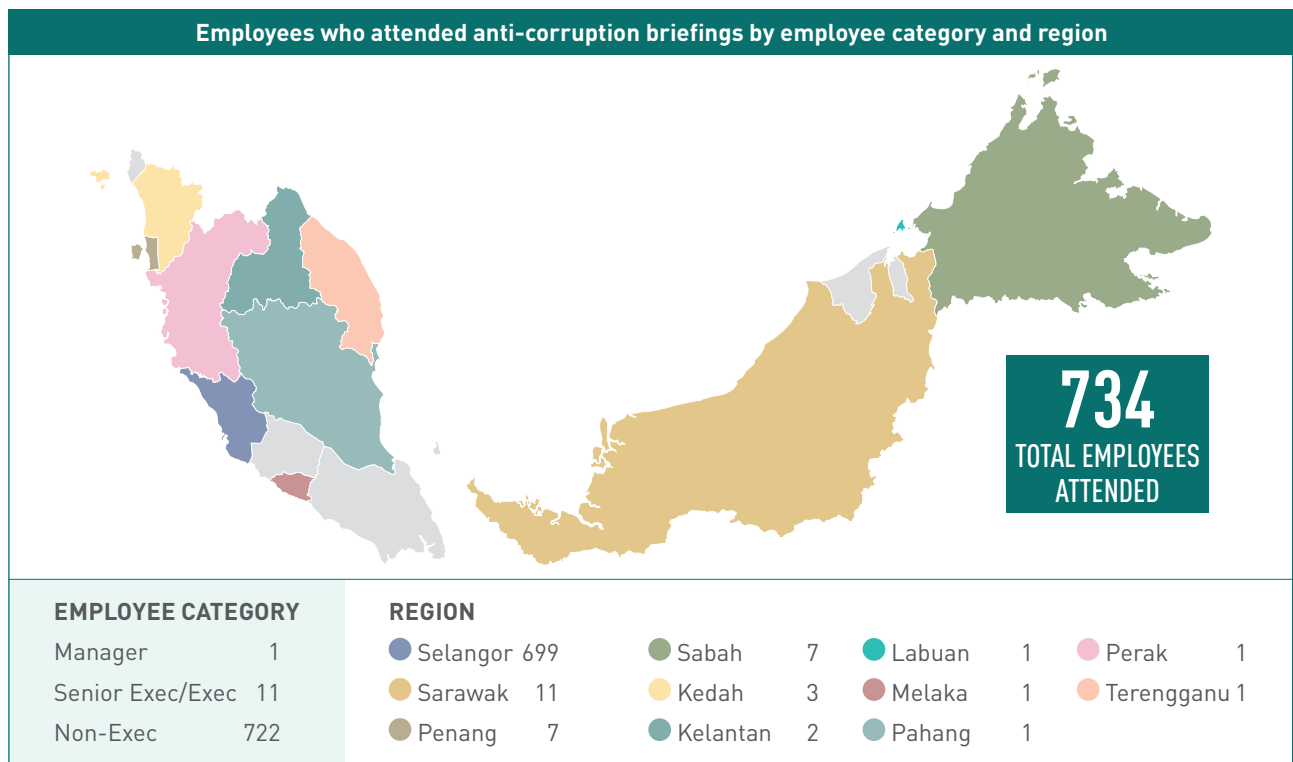 Employees who attended anti-corruption briefings by employee category and region
734
TOTAL EMPLOYEES
ATTENDED
EMPLOYEE CATEGORY
Manager 1
Senior Exec/Exec 11
Non-Exec 722
REGION
Selangor 699
Sarawak 11
Penang 7
Sabah 7
Kedah 3
Kelantan 2
Labuan 1
Melaka 1
Pahang 1
Perak 1
Terengganu 1